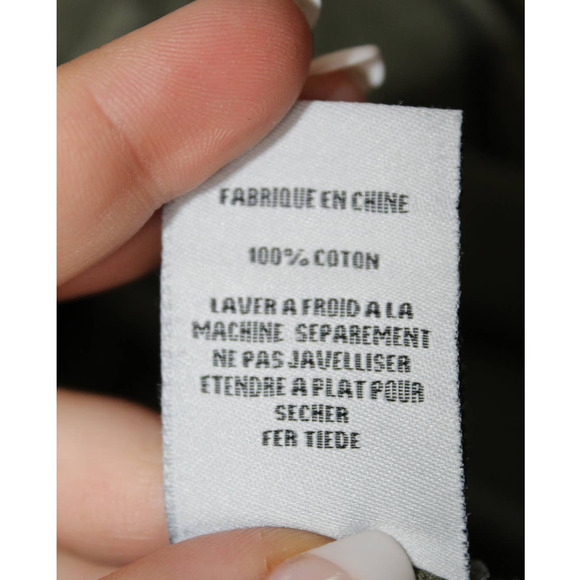 FABRIQUE EN CHINE
100% COTON
LAVER A FROID A LA
MACHINE SEPAREMENT
NE PAS JAVELLISER
ETENDRE A PLAT POUR
SECHER
FER TIEDE